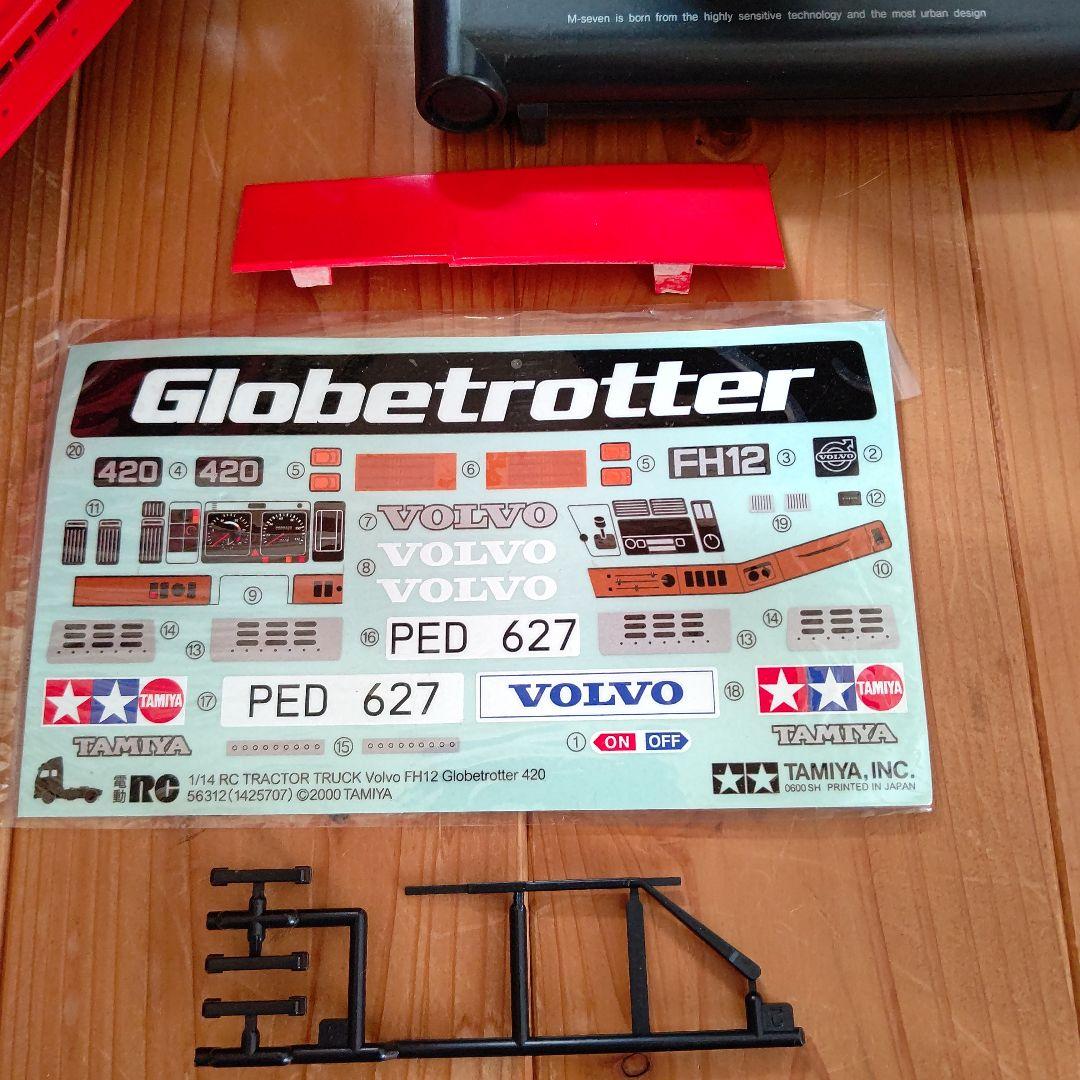 M-seven is born from the highly sensitive technology and the most urban design
Globetrotter
20 420 4 420 5 6 5 FH12 3 VOLVO 2
11 7 VOLVO 19 12
8 VOLVO
VOLVO
9 10
14 13 16 PED 627 13 14
TAMIYA 17 PED 627 VOLVO 18 TAMIYA
TAMIYA 15 1 ON OFF TAMIYA
電動RC 1/14 RC TRACTOR TRUCK Volvo FH12 Globetrotter 420
56312(1425707) ©2000 TAMIYA
TAMIYA, INC.
0600 SH PRINTED IN JAPAN